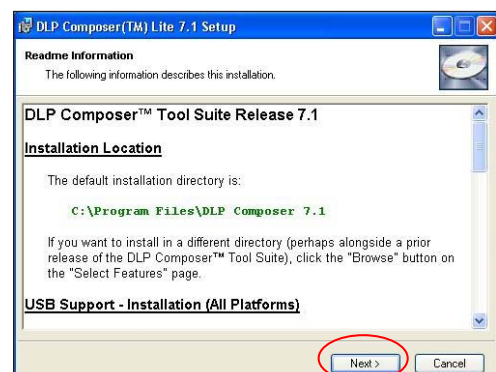 DLP Composer(TM) Lite 7.1 Setup
Readme Information
The following information describes this installation.
DLP Composer™ Tool Suite Release 7.1
Installation Location
The default installation directory is:
C:\Program Files\DLP Composer 7.1
If you want to install in a different directory (perhaps alongside a prior
release of the DLP Composer™ Tool Suite), click the "Browse" button on
the "Select Features" page.
USB Support - Installation (All Platforms)
Next >
Cancel